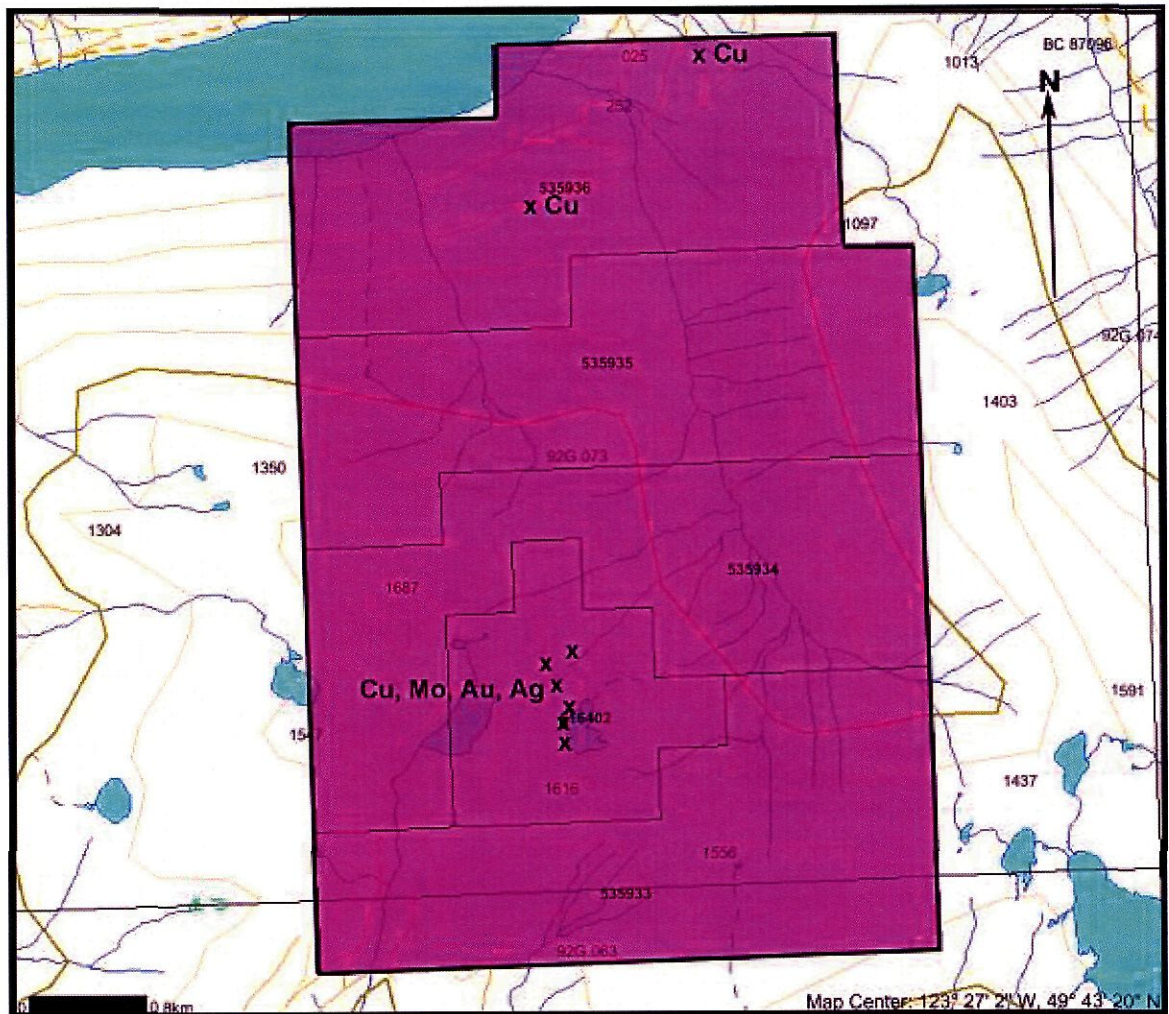 BC 87096
x Cu
025
1013
N
252
535936
x Cu
1097
92G 074
535935
1403
92G 073
1350
1304
535934
1687
x
x
Cu, Mo, Au, Ag x
x
1591
x
x
1616
1437
1556
535933
92G 063
0 0.8km
Map Center: 123° 27' 2" W, 49° 43' 20" N